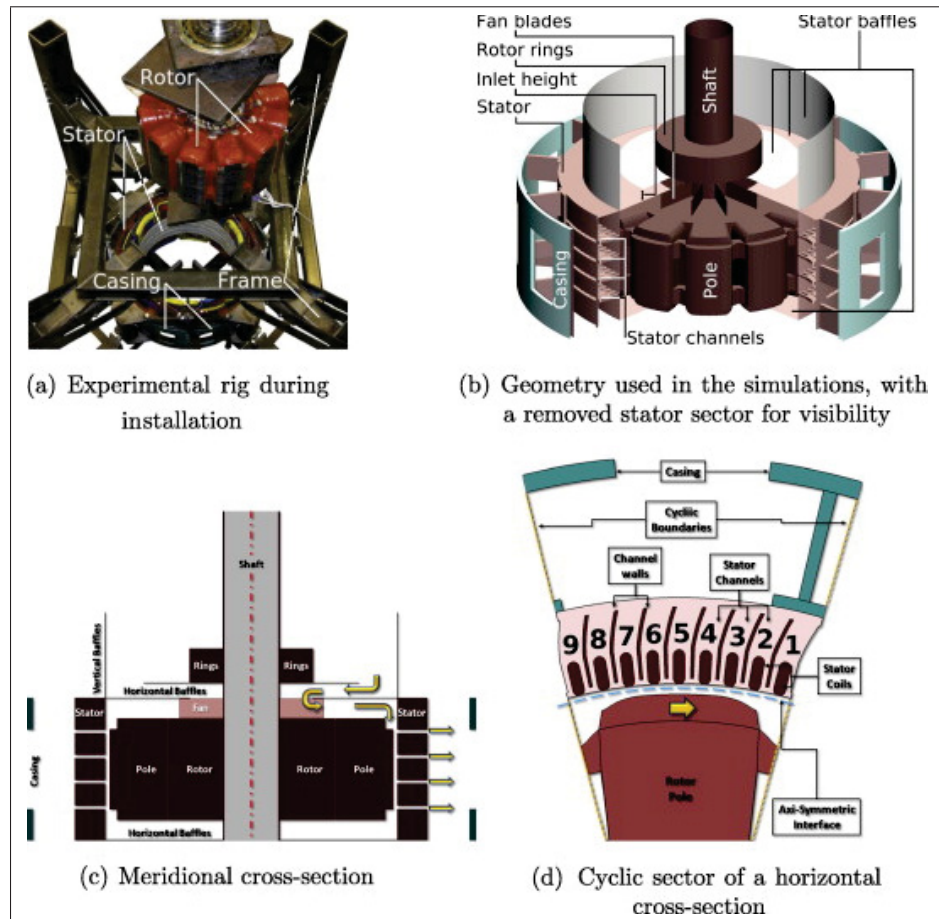 Rotor
Stator
Casing
Frame
(a) Experimental rig during
installation
Fan blades
Rotor rings
Inlet height
Stator
Stator baffles
Shaft
Casing
Pole
Stator channels
(b) Geometry used in the simulations, with
a removed stator sector for visibility
Shaft
Vertical Baffles
Rings
Rings
Horizontal Baffles
Fan
Stator
Stator
Casing
Pole
Rotor
Rotor
Pole
Horizontal Baffles
(c) Meridional cross-section
Casing
Cycliic
Boundaries
Channel
walls
Stator
Channels
9 8 7 6 5 4 3 2 1
Stator
Coils
Rotor
Pole
Axi-Symmetric
Interface
(d) Cyclic sector of a horizontal
cross-section